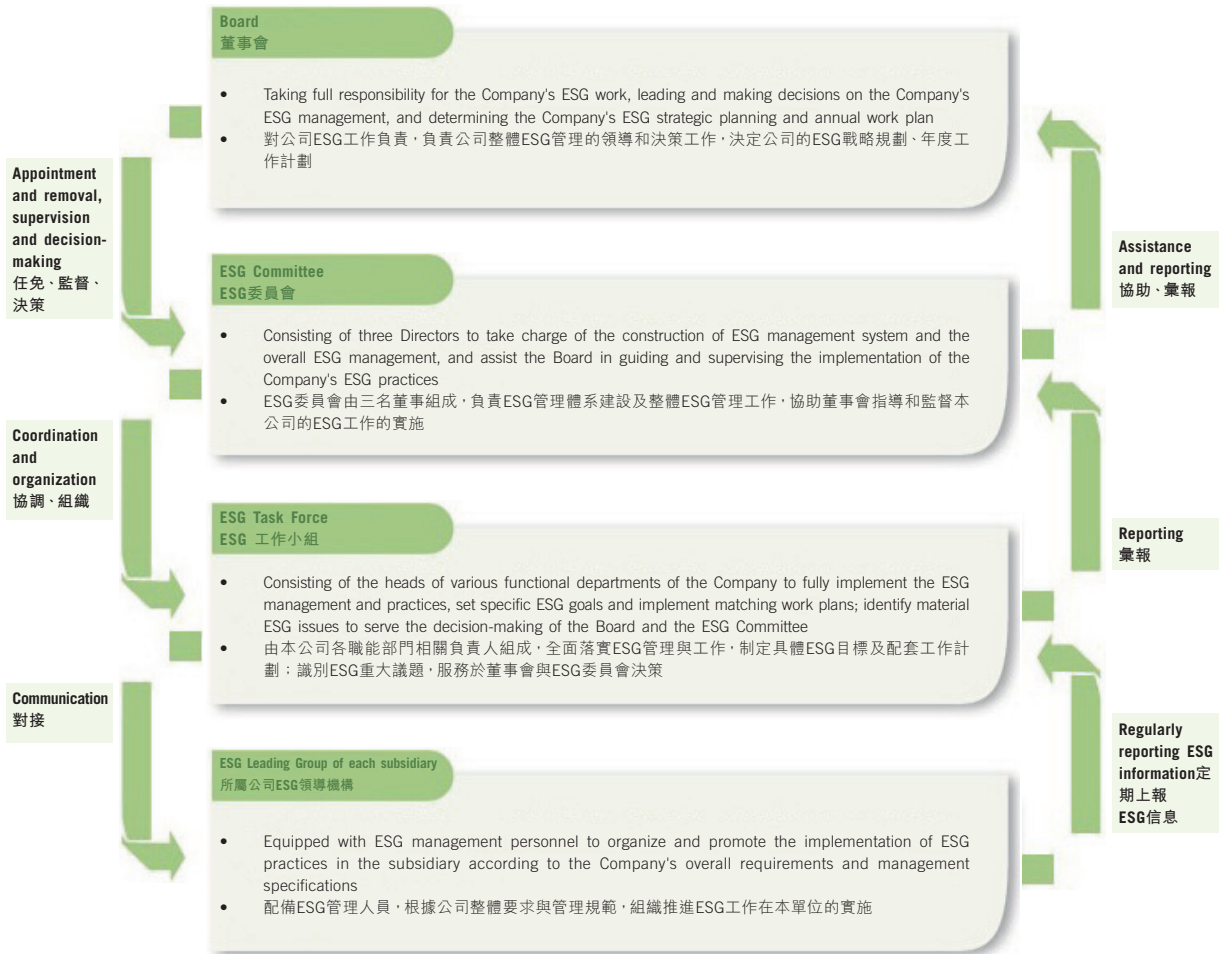 Board
董事會
• Taking full responsibility for the Company's ESG work, leading and making decisions on the Company's
ESG management, and determining the Company's ESG strategic planning and annual work plan
• 對公司ESG工作負責，負責公司整體ESG管理的領導和決策工作，決定公司的ESG戰略規劃、年度工
作計劃
Appointment
and removal,
supervision
and decision-
making
任免、監督、
決策
Assistance
and reporting
協助、彙報
ESG Committee
ESG委員會
• Consisting of three Directors to take charge of the construction of ESG management system and the
overall ESG management, and assist the Board in guiding and supervising the implementation of the
Company's ESG practices
• ESG委員會由三名董事組成，負責ESG管理體系建設及整體ESG管理工作，協助董事會指導和監督本
公司的ESG工作的實施
Coordination
and
organization
協調、組織
Reporting
彙報
ESG Task Force
ESG 工作小組
• Consisting of the heads of various functional departments of the Company to fully implement the ESG
management and practices, set specific ESG goals and implement matching work plans; identify material
ESG issues to serve the decision-making of the Board and the ESG Committee
• 由本公司各職能部門相關負責人組成，全面落實ESG管理與工作，制定具體ESG目標及配套工作計
劃；識別ESG重大議題，服務於董事會與ESG委員會決策
Communication
對接
Regularly
reporting ESG
information定
期上報
ESG信息
ESG Leading Group of each subsidiary
所屬公司ESG領導機構
• Equipped with ESG management personnel to organize and promote the implementation of ESG
practices in the subsidiary according to the Company's overall requirements and management
specifications
• 配備ESG管理人員，根據公司整體要求與管理規範，組織推進ESG工作在本單位的實施